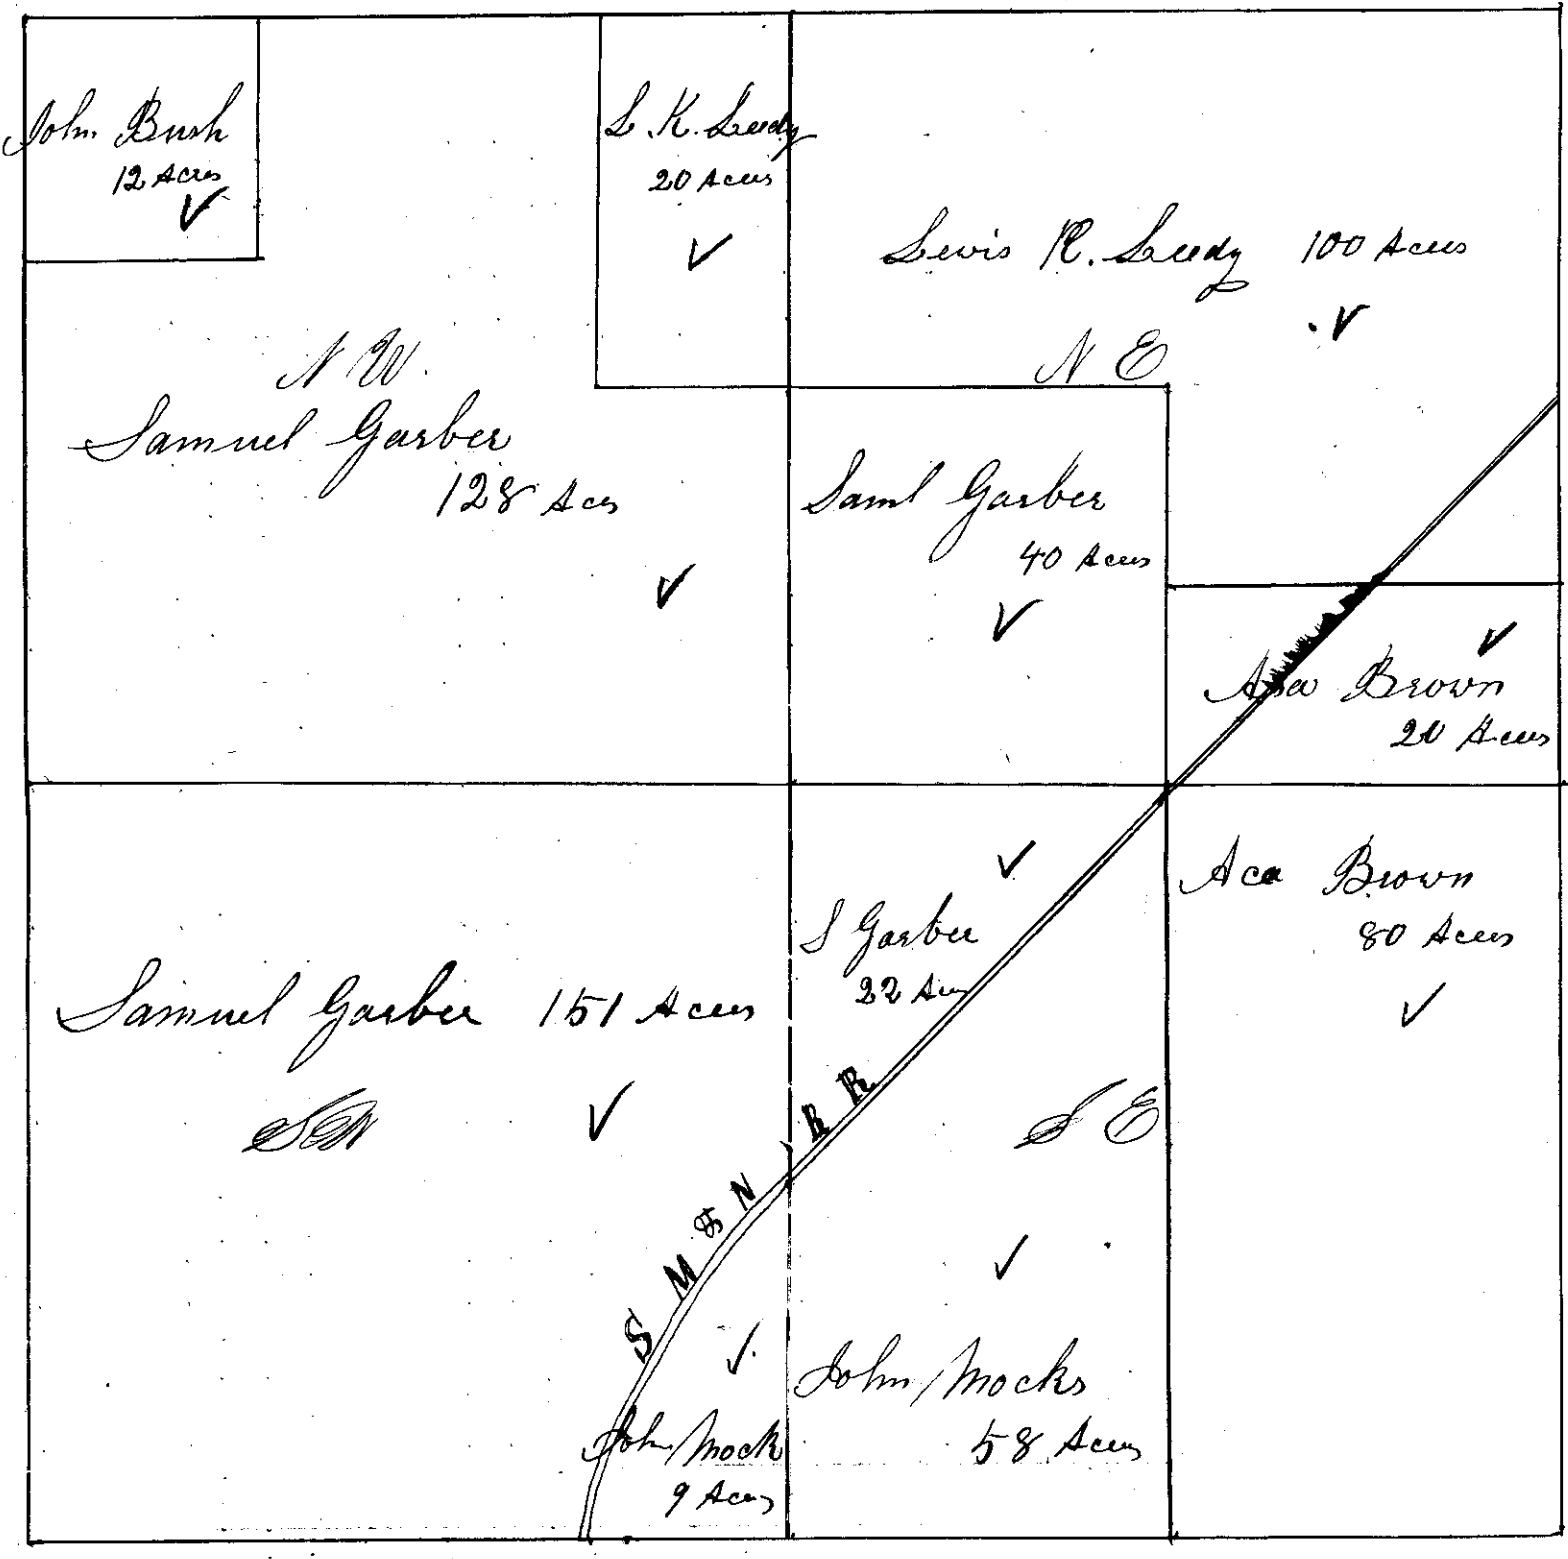 John Bush
12 Acres
L. K. Leedy
20 Acres
Lewis R. Leedy 100 Acres
N W.
N E
Samuel Garber
128 Acs
Saml Garber
40 Acres
Asa Brown
20 Acres
Aca Brown
80 Acres
S Garber
22 Acs
Samuel Garber 151 Acres
SW
S E
S M & N R R
John Mocks
58 Acres
John Mock
9 Acres